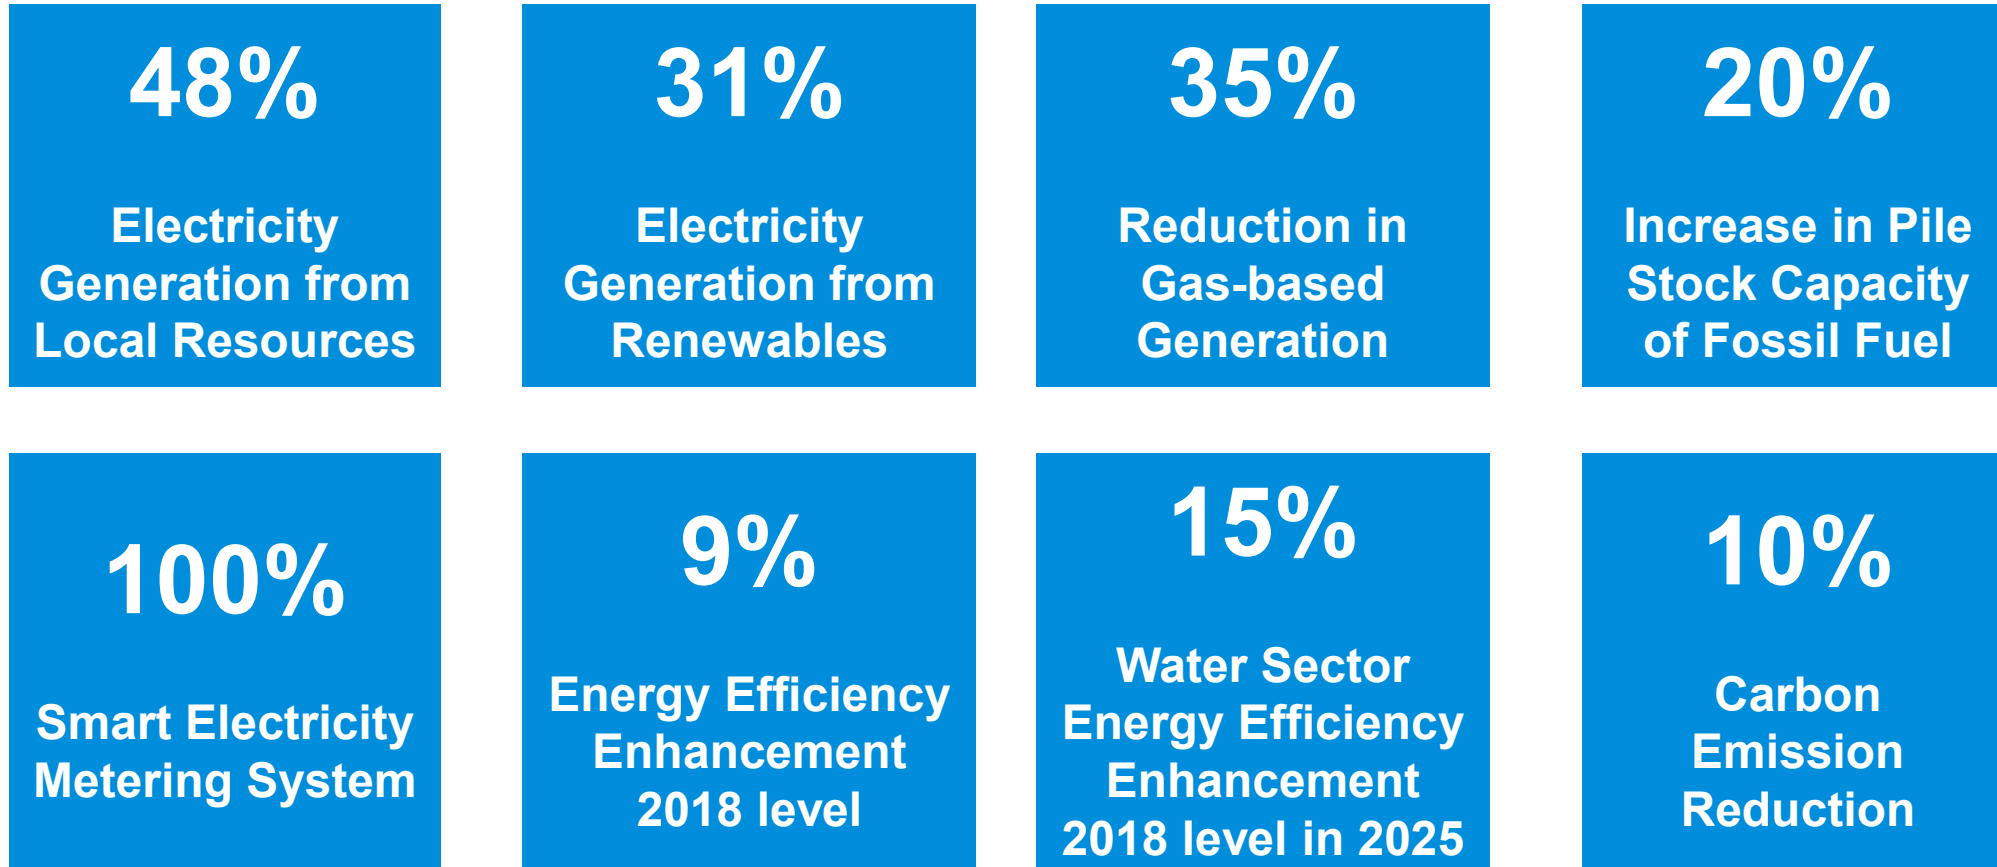 48%
Electricity
Generation from
Local Resources
31%
Electricity
Generation from
Renewables
35%
Reduction in
Gas-based
Generation
20%
Increase in Pile
Stock Capacity
of Fossil Fuel
100%
Smart Electricity
Metering System
9%
Energy Efficiency
Enhancement
2018 level
15%
Water Sector
Energy Efficiency
Enhancement
2018 level in 2025
10%
Carbon
Emission
Reduction